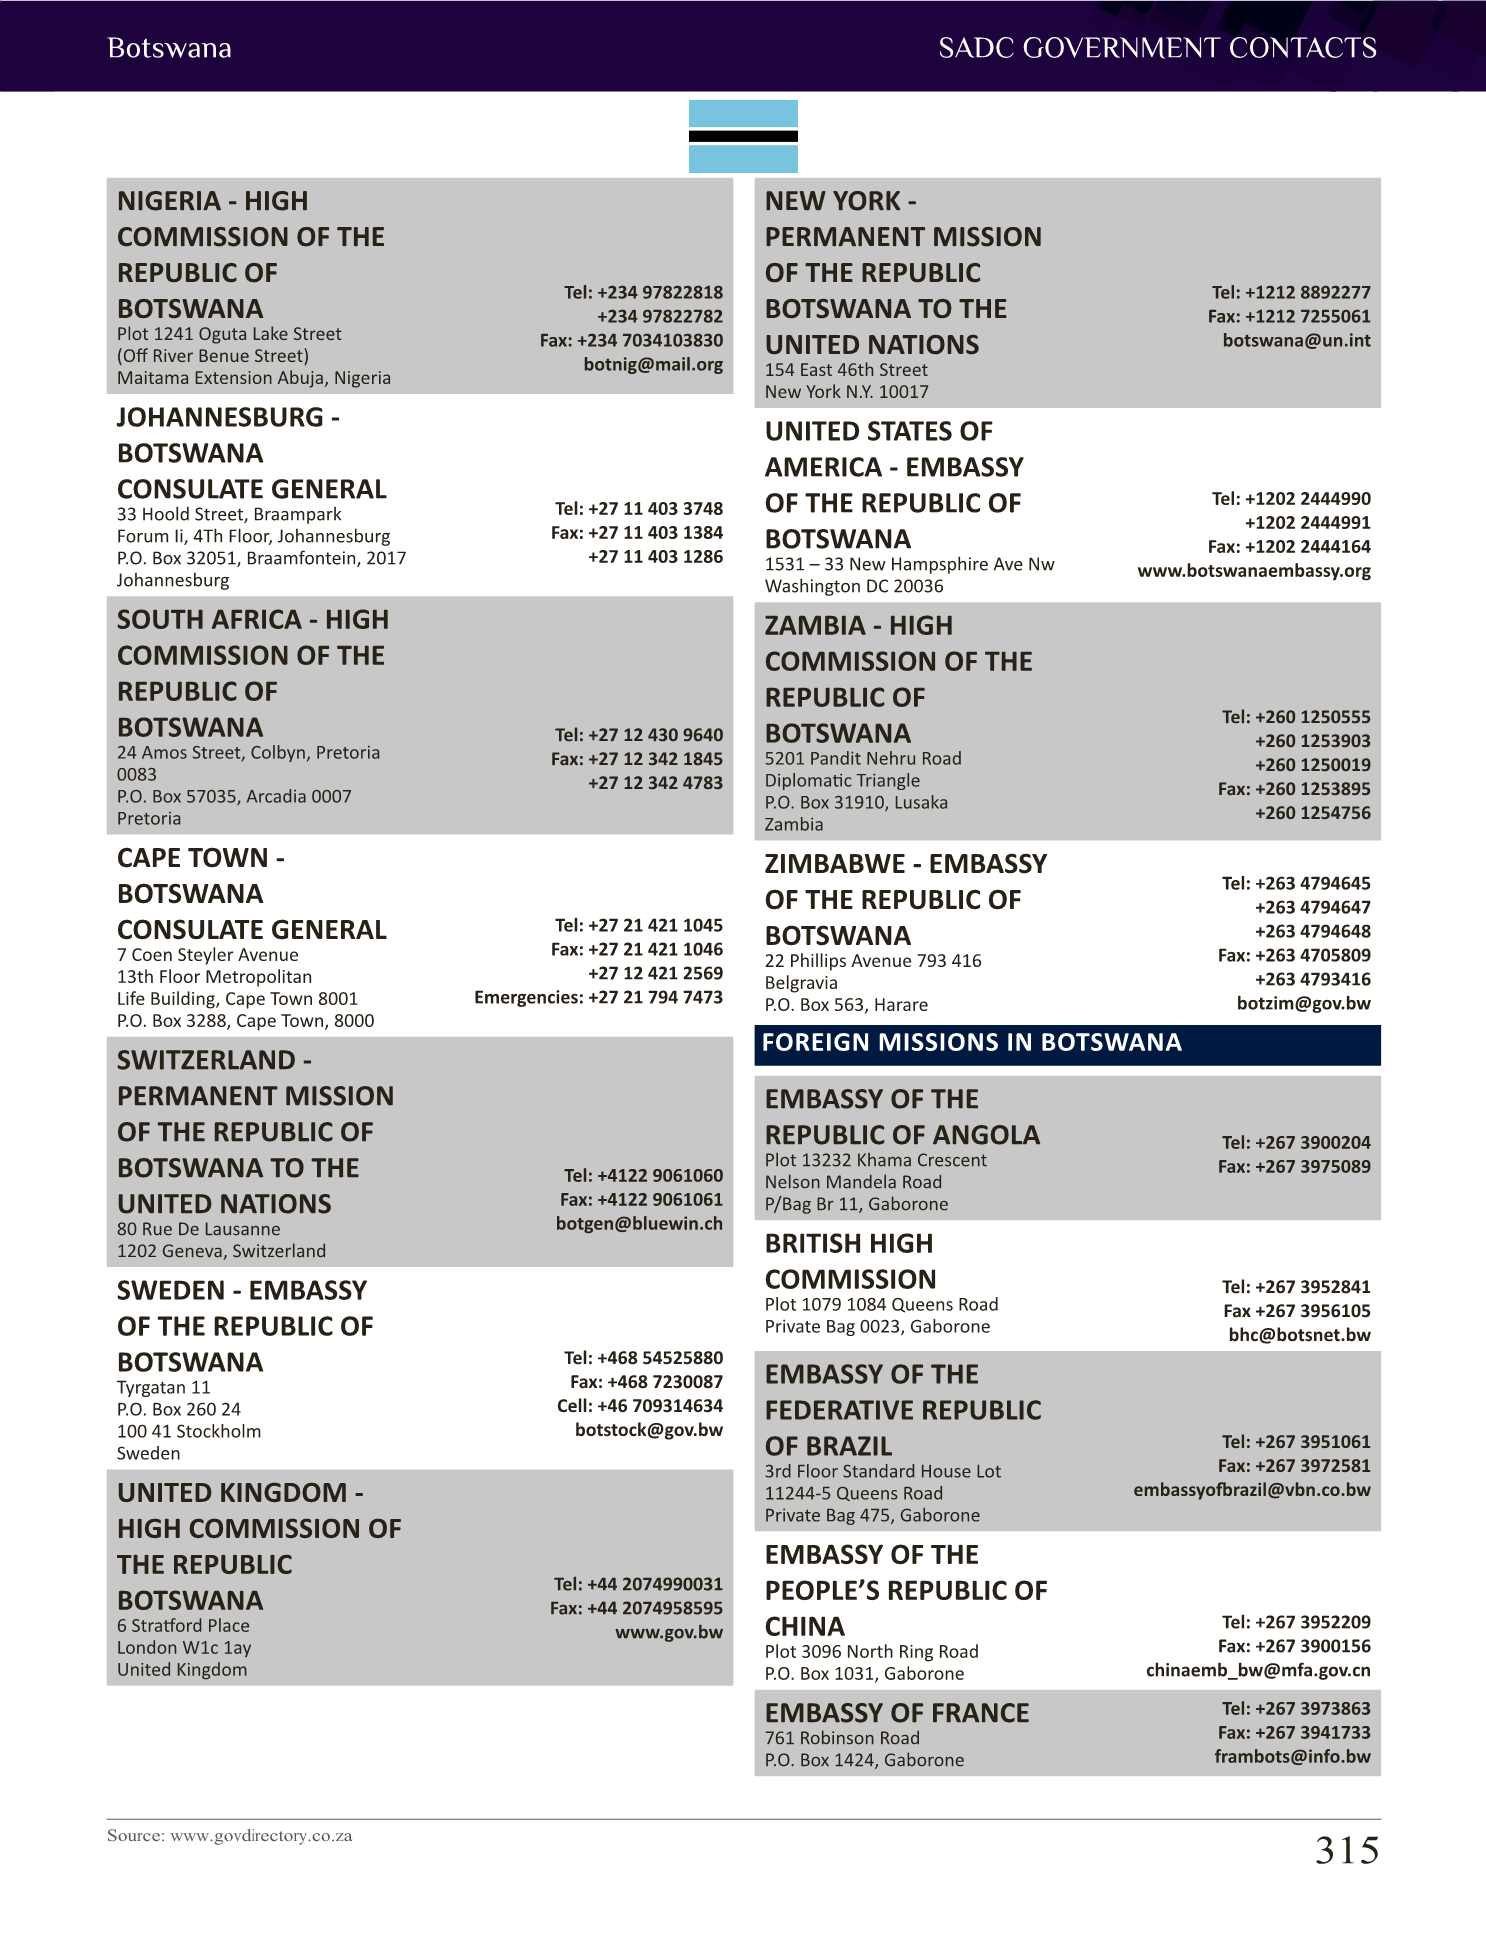 Botswana
SADC GOVERNMENT CONTACTS
NIGERIA - HIGH
COMMISSION OF THE
REPUBLIC OF
BOTSWANA
Plot 1241 Oguta Lake Street
(Off River Benue Street)
Maitama Extension Abuja, Nigeria
Tel: +234 97822818
+234 97822782
Fax: +234 7034103830
botnig@mail.org
JOHANNESBURG -
BOTSWANA
CONSULATE GENERAL
33 Hoold Street, Braampark
Forum Ii, 4Th Floor, Johannesburg
P.O. Box 32051, Braamfontein, 2017
Johannesburg
Tel: +27 11 403 3748
Fax: +27 11 403 1384
+27 11 403 1286
SOUTH AFRICA - HIGH
COMMISSION OF THE
REPUBLIC OF
BOTSWANA
24 Amos Street, Colbyn, Pretoria
0083
P.O. Box 57035, Arcadia 0007
Pretoria
Tel: +27 12 430 9640
Fax: +27 12 342 1845
+27 12 342 4783
CAPE TOWN -
BOTSWANA
CONSULATE GENERAL
7 Coen Steyler Avenue
13th Floor Metropolitan
Life Building, Cape Town 8001
P.O. Box 3288, Cape Town, 8000
Tel: +27 21 421 1045
Fax: +27 21 421 1046
+27 12 421 2569
Emergencies: +27 21 794 7473
SWITZERLAND -
PERMANENT MISSION
OF THE REPUBLIC OF
BOTSWANA TO THE
UNITED NATIONS
80 Rue De Lausanne
1202 Geneva, Switzerland
Tel: +4122 9061060
Fax: +4122 9061061
botgen@bluewin.ch
SWEDEN - EMBASSY
OF THE REPUBLIC OF
BOTSWANA
Tyrgatan 11
P.O. Box 260 24
100 41 Stockholm
Sweden
Tel: +468 54525880
Fax: +468 7230087
Cell: +46 709314634
botstock@gov.bw
UNITED KINGDOM -
HIGH COMMISSION OF
THE REPUBLIC
BOTSWANA
6 Stratford Place
London W1c 1ay
United Kingdom
Tel: +44 2074990031
Fax: +44 2074958595
www.gov.bw
NEW YORK -
PERMANENT MISSION
OF THE REPUBLIC
BOTSWANA TO THE
UNITED NATIONS
154 East 46th Street
New York N.Y. 10017
Tel: +1212 8892277
Fax: +1212 7255061
botswana@un.int
UNITED STATES OF
AMERICA - EMBASSY
OF THE REPUBLIC OF
BOTSWANA
1531 – 33 New Hampsphire Ave Nw
Washington DC 20036
Tel: +1202 2444990
+1202 2444991
Fax: +1202 2444164
www.botswanaembassy.org
ZAMBIA - HIGH
COMMISSION OF THE
REPUBLIC OF
BOTSWANA
5201 Pandit Nehru Road
Diplomatic Triangle
P.O. Box 31910, Lusaka
Zambia
Tel: +260 1250555
+260 1253903
+260 1250019
Fax: +260 1253895
+260 1254756
ZIMBABWE - EMBASSY
OF THE REPUBLIC OF
BOTSWANA
22 Phillips Avenue 793 416
Belgravia
P.O. Box 563, Harare
Tel: +263 4794645
+263 4794647
+263 4794648
Fax: +263 4705809
+263 4793416
botzim@gov.bw
FOREIGN MISSIONS IN BOTSWANA
EMBASSY OF THE
REPUBLIC OF ANGOLA
Plot 13232 Khama Crescent
Nelson Mandela Road
P/Bag Br 11, Gaborone
Tel: +267 3900204
Fax: +267 3975089
BRITISH HIGH
COMMISSION
Plot 1079 1084 Queens Road
Private Bag 0023, Gaborone
Tel: +267 3952841
Fax +267 3956105
bhc@botsnet.bw
EMBASSY OF THE
FEDERATIVE REPUBLIC
OF BRAZIL
3rd Floor Standard House Lot
11244-5 Queens Road
Private Bag 475, Gaborone
Tel: +267 3951061
Fax: +267 3972581
embassyofbrazil@vbn.co.bw
EMBASSY OF THE
PEOPLE’S REPUBLIC OF
CHINA
Plot 3096 North Ring Road
P.O. Box 1031, Gaborone
Tel: +267 3952209
Fax: +267 3900156
chinaemb_bw@mfa.gov.cn
EMBASSY OF FRANCE
761 Robinson Road
P.O. Box 1424, Gaborone
Tel: +267 3973863
Fax: +267 3941733
frambots@info.bw
Source: www.govdirectory.co.za
315